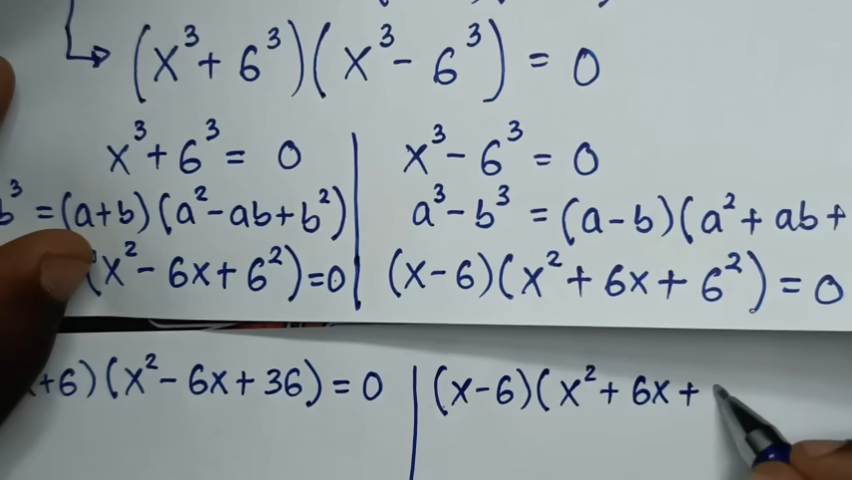 (x³ + 6³)(x³ - 6³) = 0
x³ + 6³ = 0
x³ - 6³ = 0
b³ = (a+b)(a² - ab + b²)
a³ - b³ = (a - b)(a² + ab +
(x² - 6x + 6²) = 0
(x - 6)(x² + 6x + 6²) = 0
+6)(x² - 6x + 36) = 0
(x - 6)(x² + 6x +